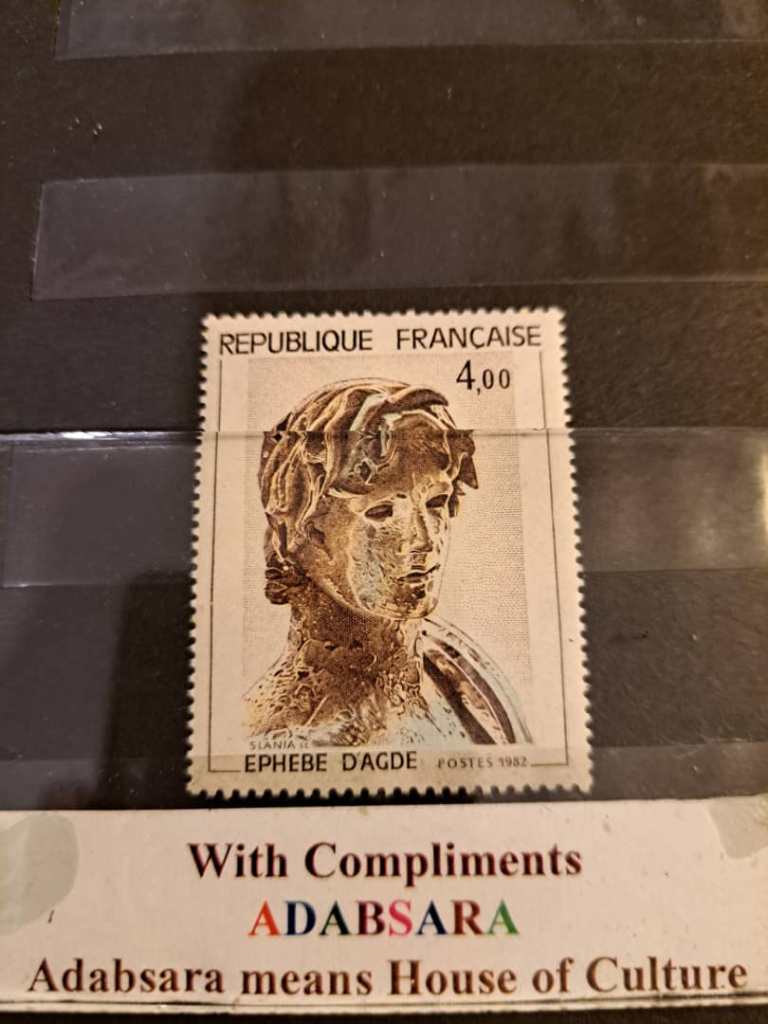 REPUBLIQUE FRANÇAISE
4,00
SLANIA
EPHEBE D'AGDE POSTES 1982
With Compliments
ADABSARA
Adabsara means House of Culture